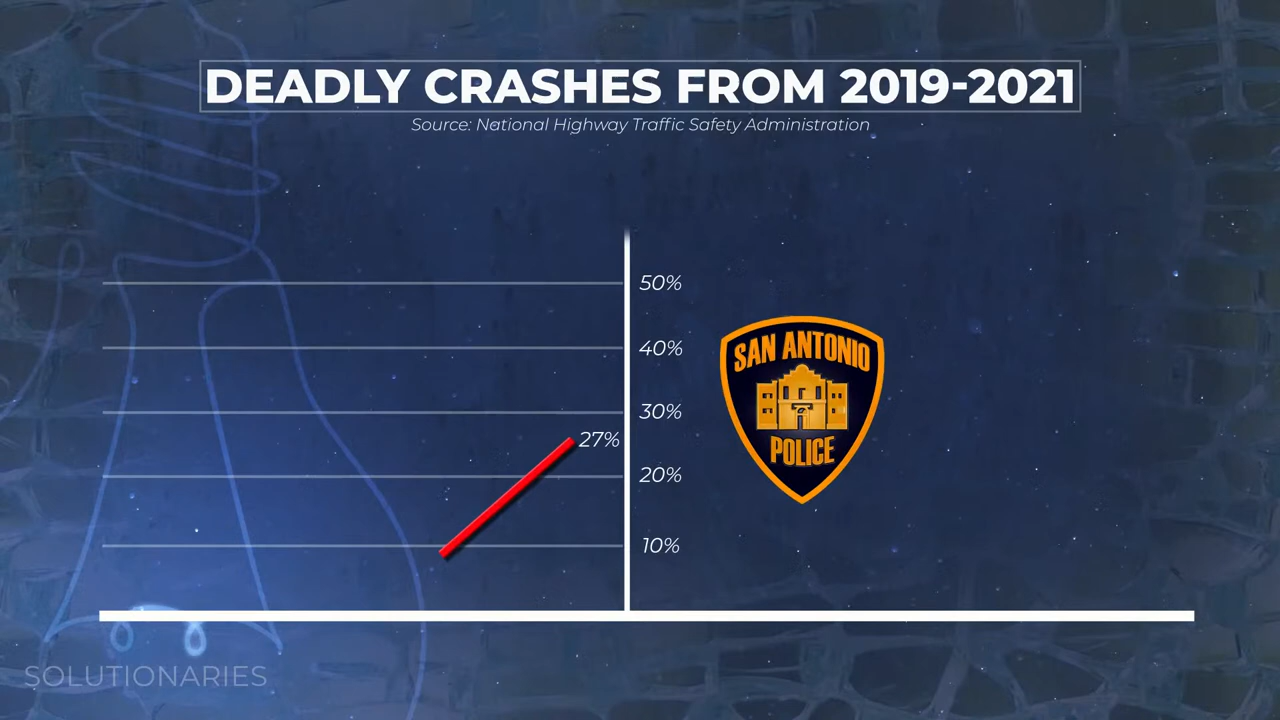 DEADLY CRASHES FROM 2019-2021
Source: National Highway Traffic Safety Administration
50%
40%
30%
27%
20%
10%
SAN ANTONIO
POLICE
SOLUTIONARIES